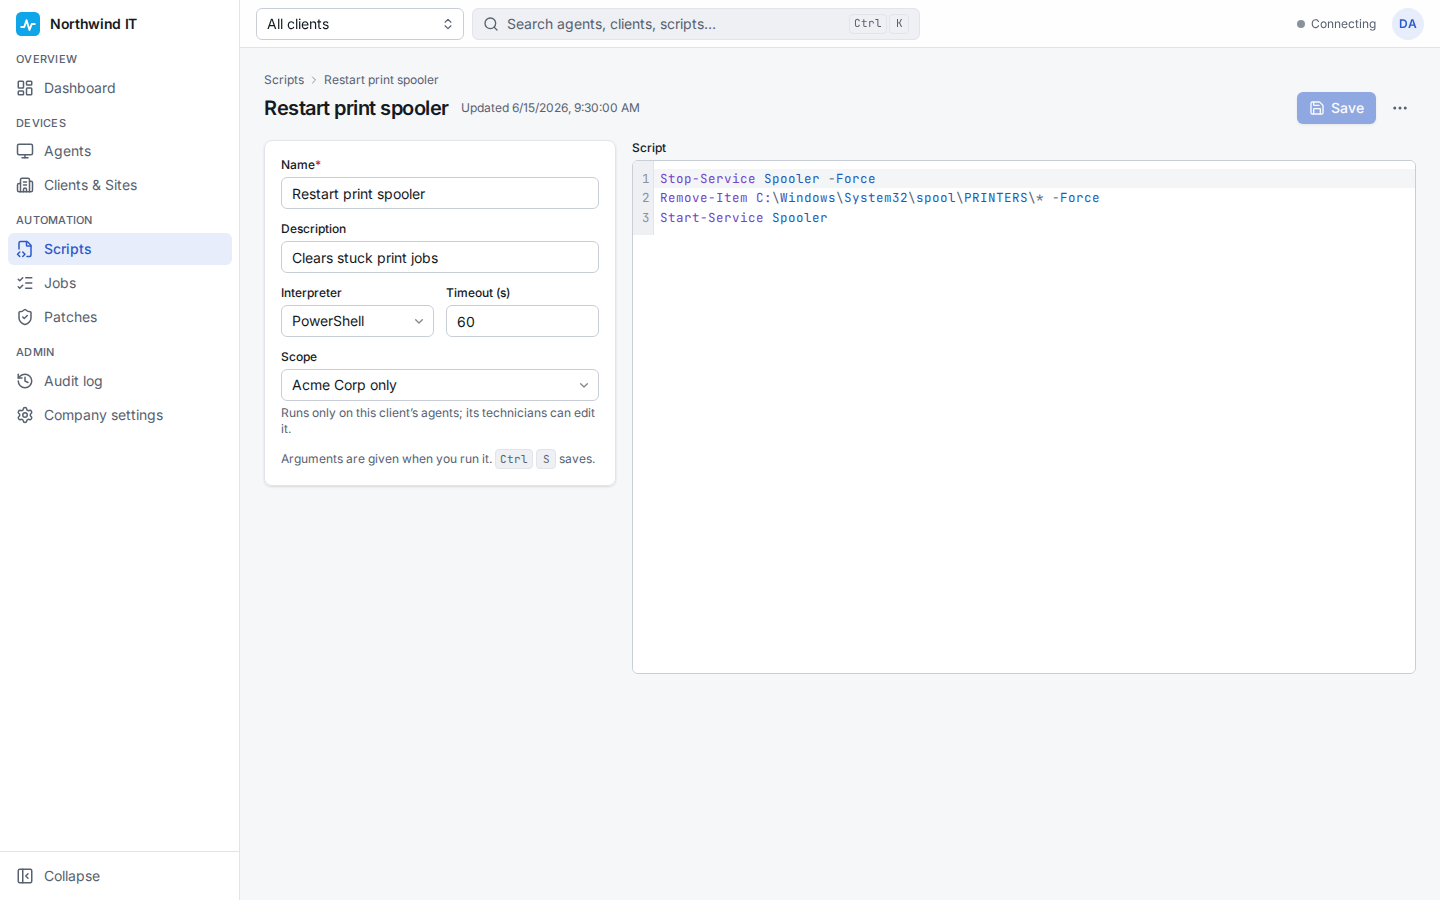 Northwind IT
All clients
Search agents, clients, scripts...
Ctrl K
Connecting
DA
OVERVIEW
Dashboard
DEVICES
Agents
Clients & Sites
AUTOMATION
Scripts
Jobs
Patches
ADMIN
Audit log
Company settings
Collapse
Scripts > Restart print spooler
Restart print spooler
Updated 6/15/2026, 9:30:00 AM
Save
Name*
Restart print spooler
Description
Clears stuck print jobs
Interpreter
Timeout (s)
PowerShell
60
Scope
Acme Corp only
Runs only on this client’s agents; its technicians can edit
it.
Arguments are given when you run it. Ctrl S saves.
Script
1 Stop-Service Spooler -Force
2 Remove-Item C:\Windows\System32\spool\PRINTERS\* -Force
3 Start-Service Spooler